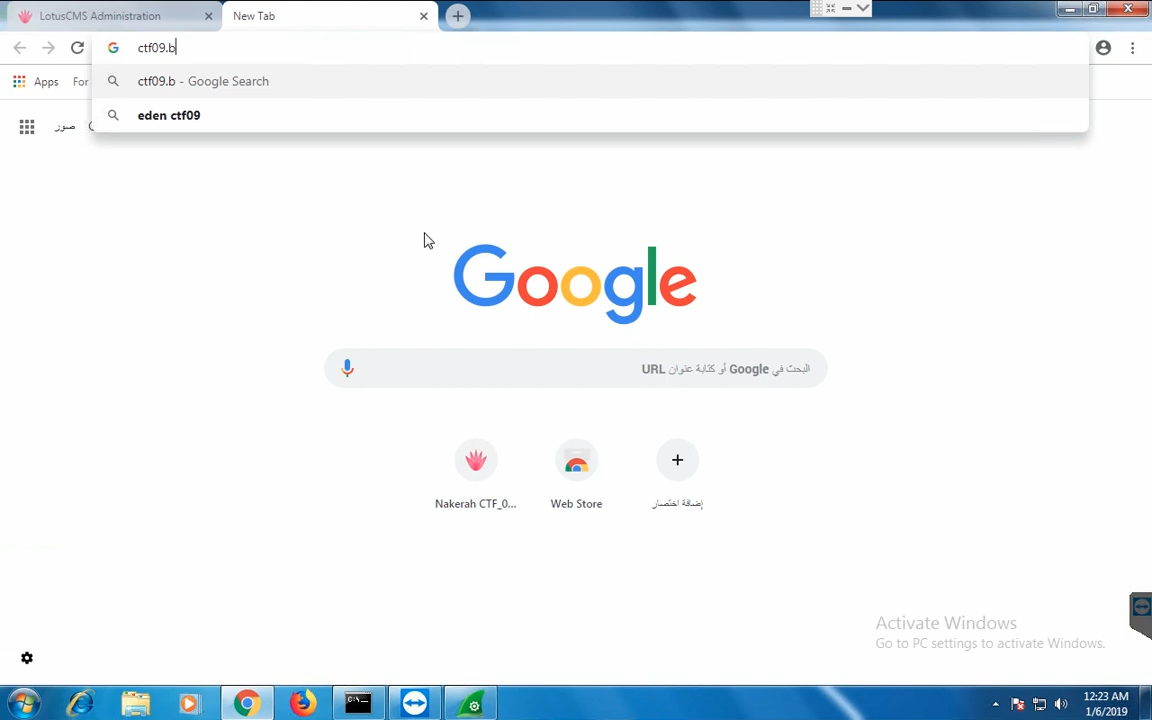 LotusCMS Administration
New Tab
ctf09.b
Apps
For
ctf09.b - Google Search
eden ctf09
صور
Google
البحث في Google أو كتابة عنوان URL
Nakerah CTF_0...
Web Store
إضافة اختصار
Activate Windows
Go to PC settings to activate Windows.
12:23 AM
1/6/2019